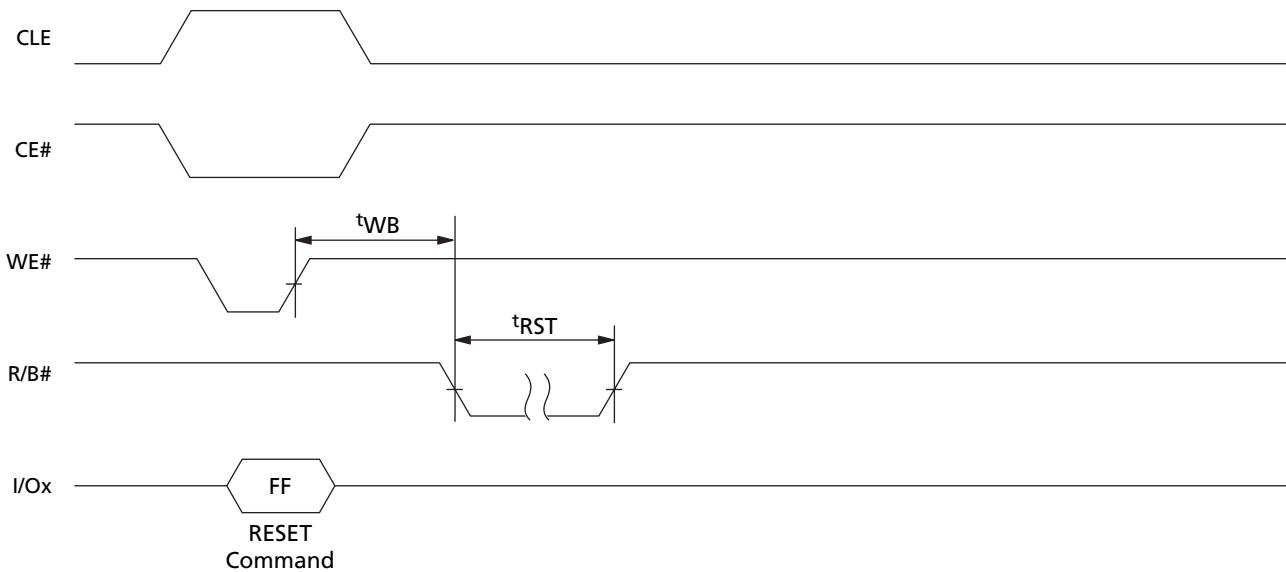 CLE
CE#
tWB
WE#
tRST
R/B#
I/Ox
FF
RESET
Command